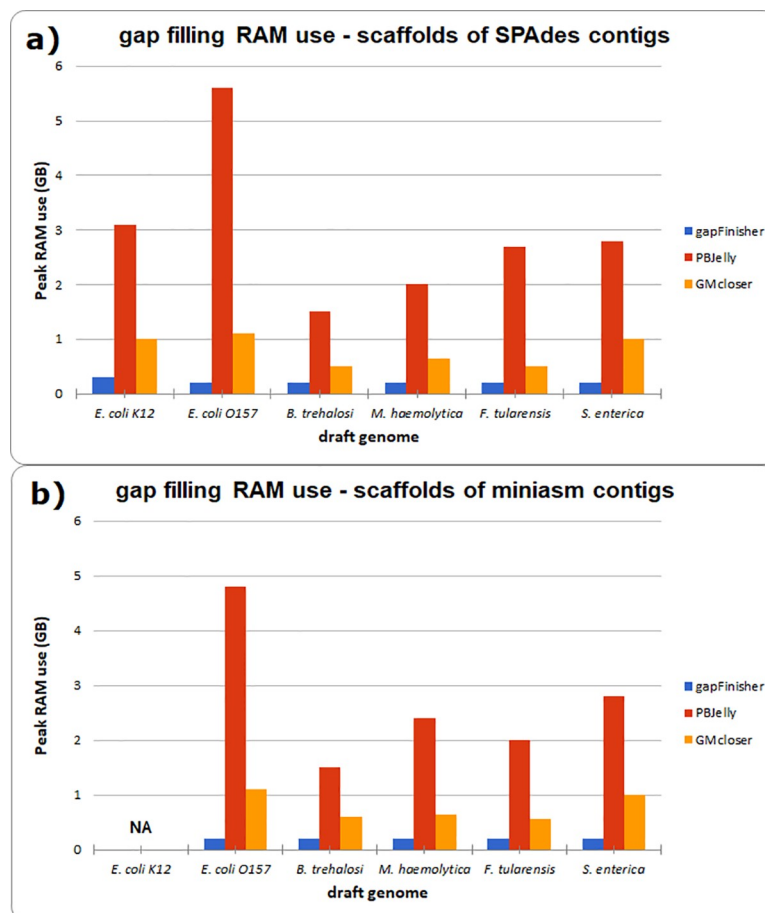 a) gap filling RAM use - scaffolds of SPAdes contigs
6
5
4
3
2
1
0
Peak RAM use (GB)
gapFinisher
PBJelly
GMcloser
E. coli K12 E. coli O157 B. trehalosi M. haemolytica F. tularensis S. enterica
draft genome
b) gap filling RAM use - scaffolds of miniasm contigs
6
5
4
3
2
1
0
Peak RAM use (GB)
NA
gapFinisher
PBJelly
GMcloser
E. coli K12 E. coli O157 B. trehalosi M. haemolytica F. tularensis S. enterica
draft genome